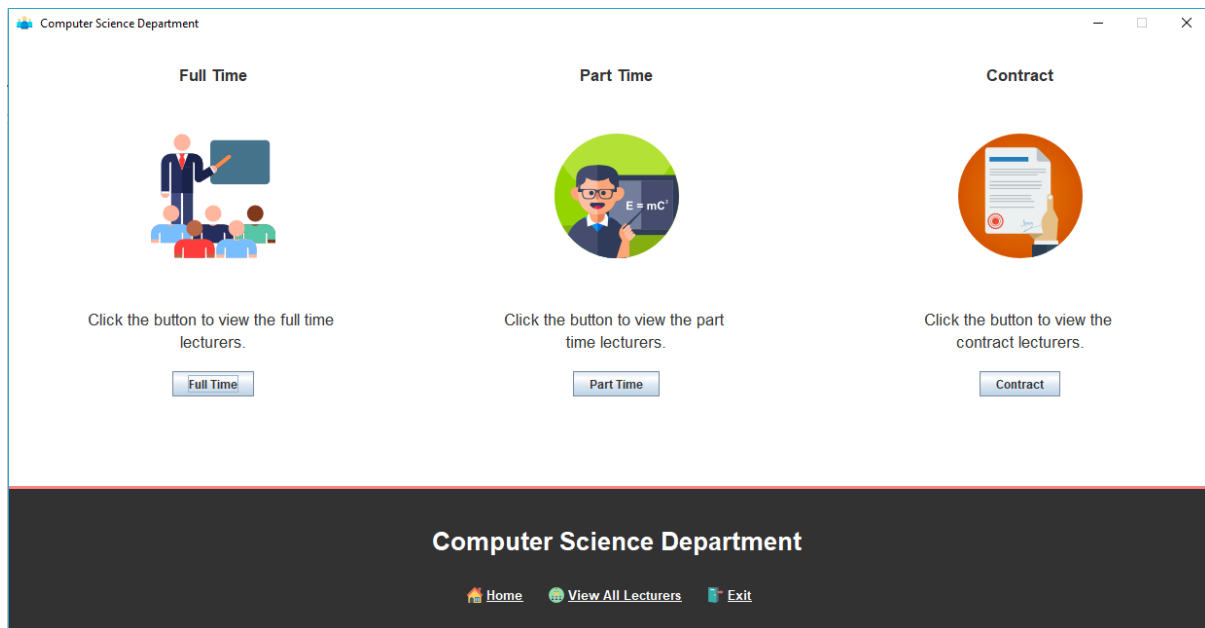 Computer Science Department
Full Time
Part Time
Contract
E = mC²
Click the button to view the full time
lecturers.
Click the button to view the part
time lecturers.
Click the button to view the
contract lecturers.
Full Time
Part Time
Contract
Computer Science Department
Home
View All Lecturers
Exit